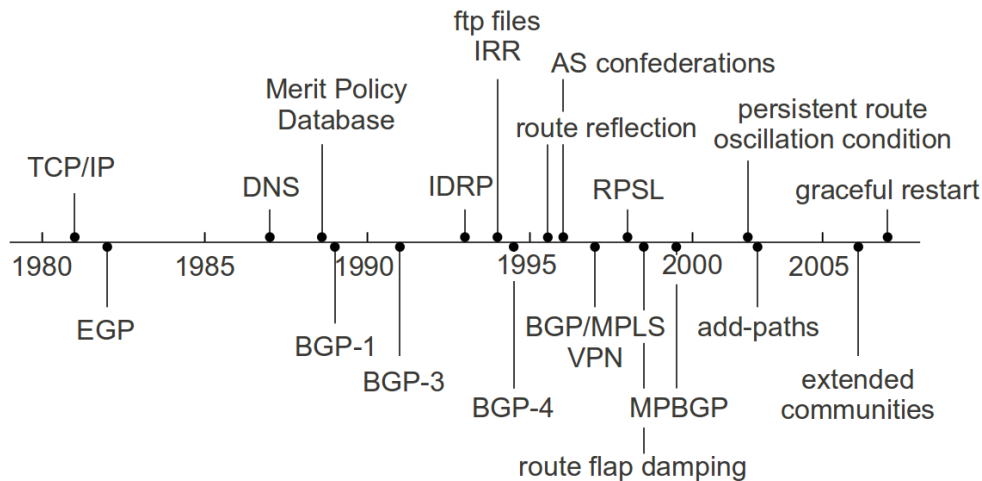 ftp files
IRR
AS confederations
Merit Policy
Database
persistent route
oscillation condition
route reflection
TCP/IP
DNS
IDRP
RPSL
graceful restart
1980
1985
1990
1995
2000
2005
EGP
BGP-1
BGP/MPLS
VPN
add-paths
BGP-3
extended
communities
BGP-4
MPBGP
route flap damping